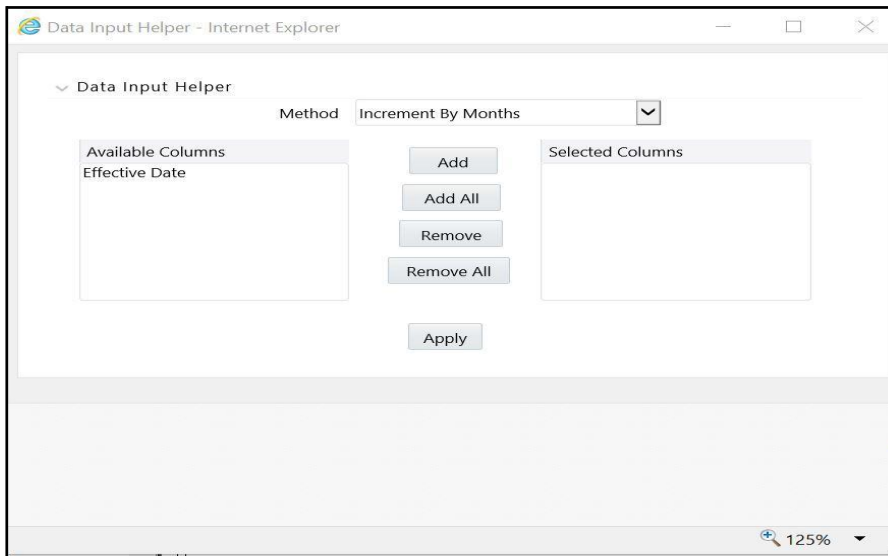 Data Input Helper - Internet Explorer
Data Input Helper
Method Increment By Months
Available Columns
Effective Date
Add
Add All
Remove
Remove All
Selected Columns
Apply
125%